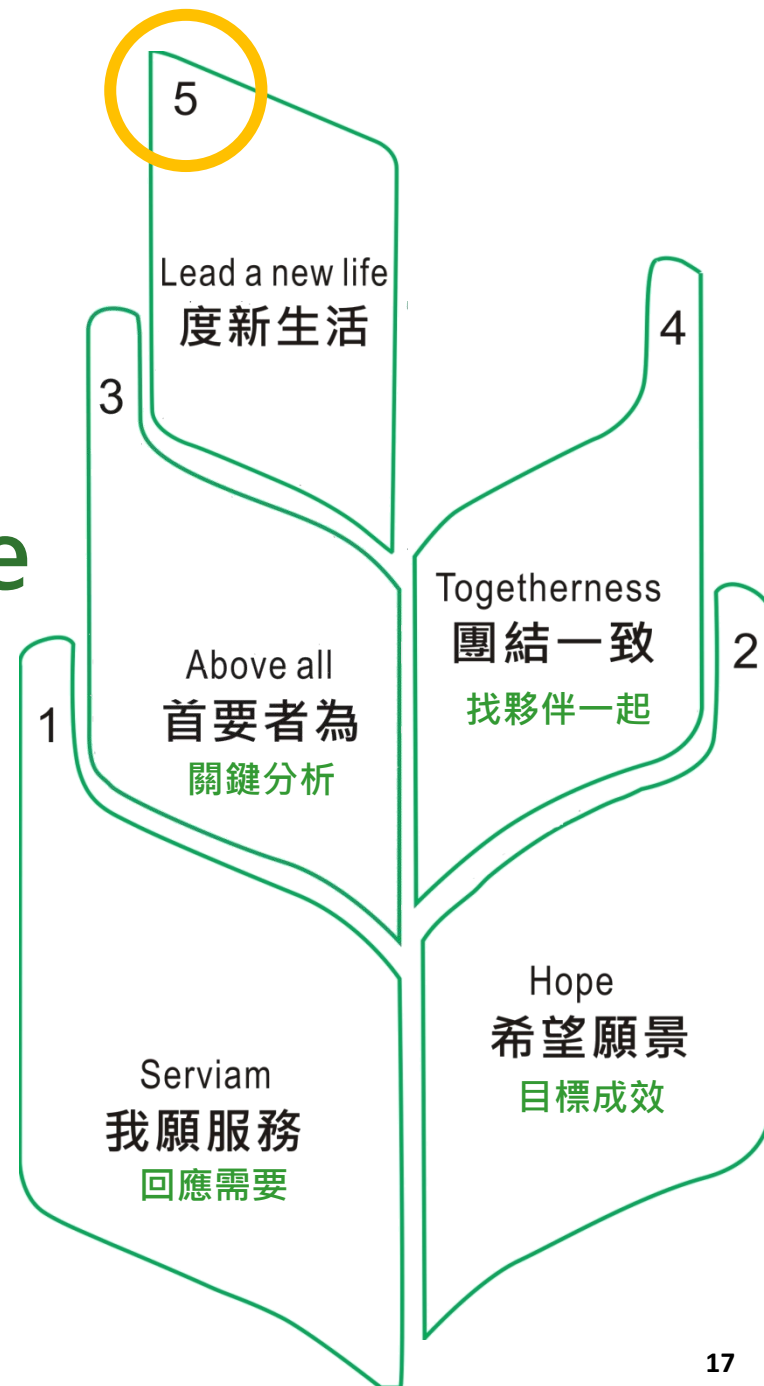 5
Lead a new life
度新生活
4
3
e
Togetherness
團結一致
找夥伴一起
2
Above all
首要者為
關鍵分析
1
Hope
希望願景
目標成效
Serviam
我願服務
回應需要
17